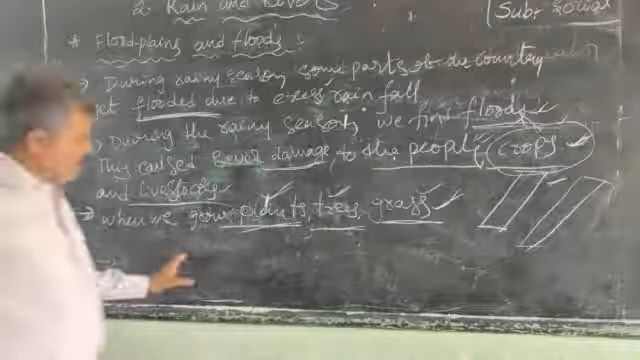 2. Rain and Rivers
Sub:- Social
* Flood-plains and floods :
During rainy season, some parts of the country
get flooded due to excess rain fall
During the rainy season, we find floods
They caused sever damage to the people, crops
and livestocks
→ when we grow plants, tress, grass